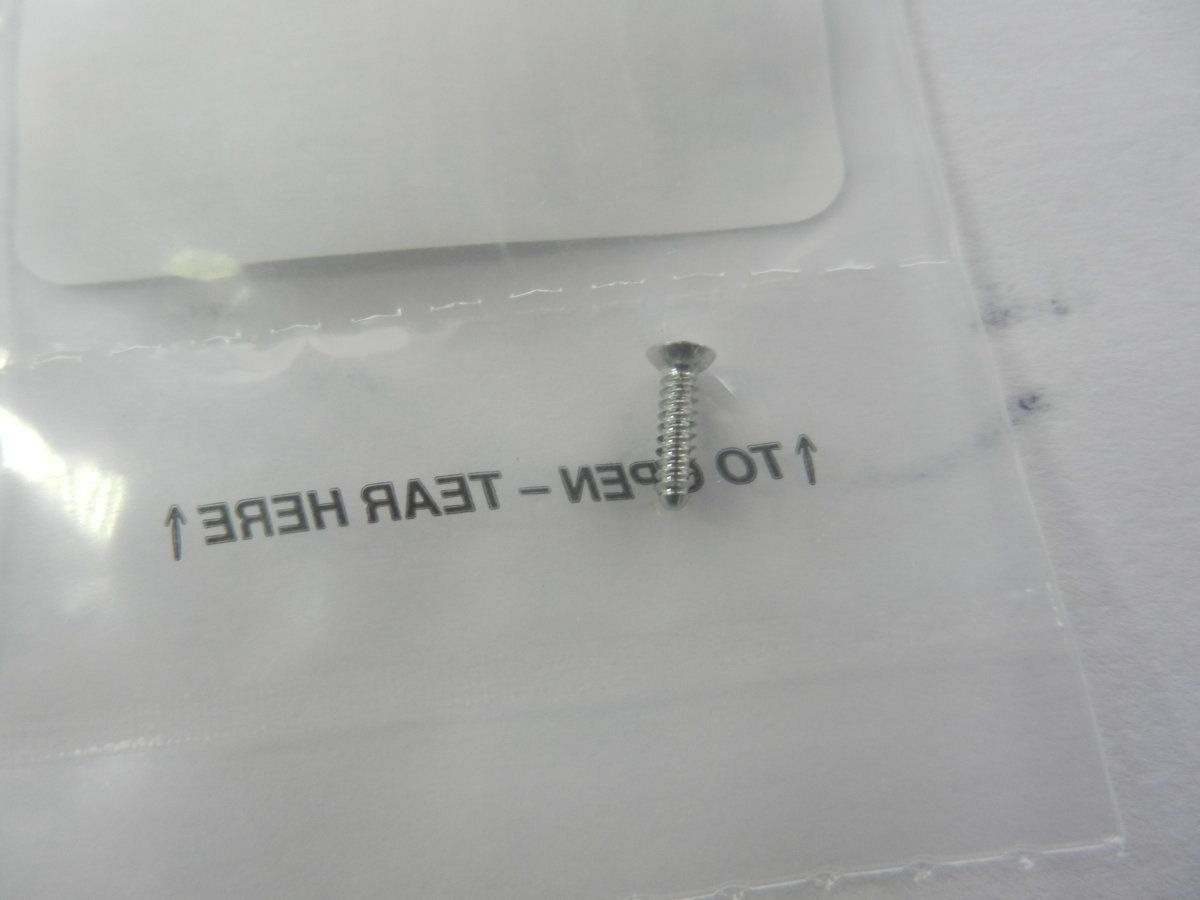 ↑ TO OPEN – TEAR HERE ↑